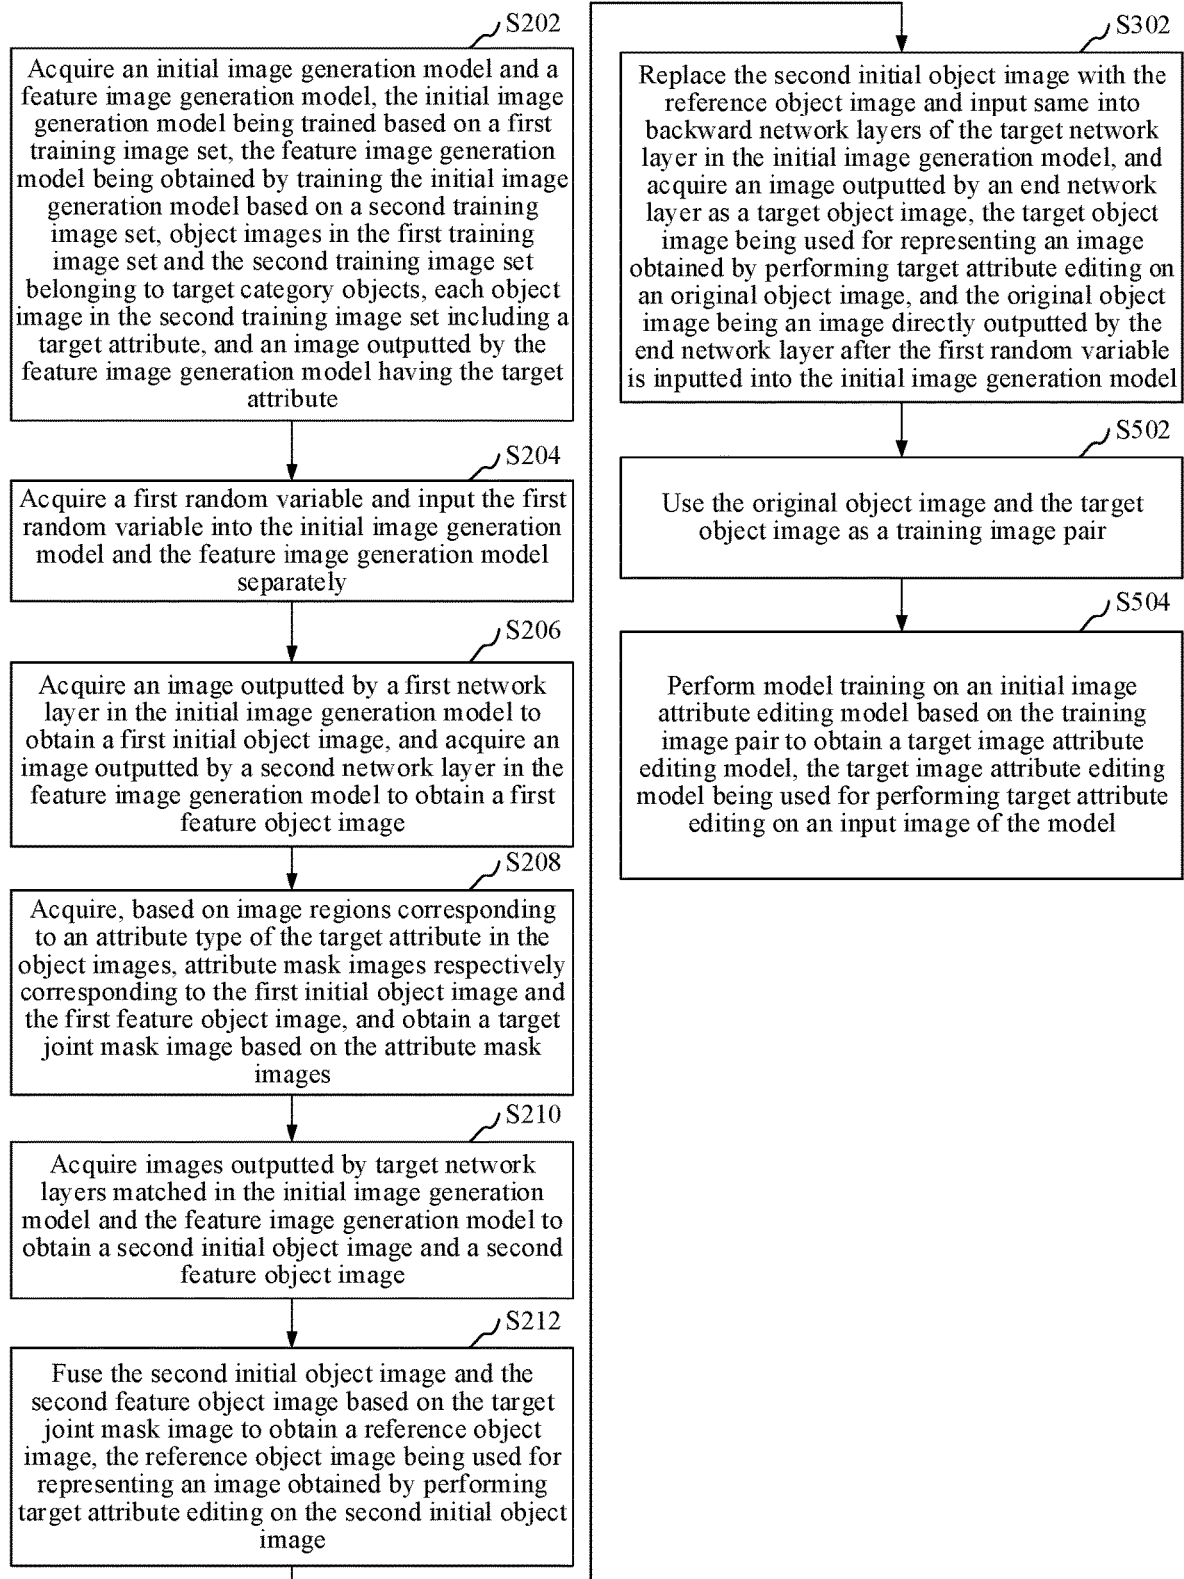 S202
Acquire an initial image generation model and a
feature image generation model, the initial image
generation model being trained based on a first
training image set, the feature image generation
model being obtained by training the initial image
generation model based on a second training
image set, object images in the first training
image set and the second training image set
belonging to target category objects, each object
image in the second training image set including a
target attribute, and an image outputted by the
feature image generation model having the target
attribute
S204
Acquire a first random variable and input the first
random variable into the initial image generation
model and the feature image generation model
separately
S206
Acquire an image outputted by a first network
layer in the initial image generation model to
obtain a first initial object image, and acquire an
image outputted by a second network layer in the
feature image generation model to obtain a first
feature object image
S208
Acquire, based on image regions corresponding
to an attribute type of the target attribute in the
object images, attribute mask images respectively
corresponding to the first initial object image and
the first feature object image, and obtain a target
joint mask image based on the attribute mask
images
S210
Acquire images outputted by target network
layers matched in the initial image generation
model and the feature image generation model to
obtain a second initial object image and a second
feature object image
S212
Fuse the second initial object image and the
second feature object image based on the target
joint mask image to obtain a reference object
image, the reference object image being used for
representing an image obtained by performing
target attribute editing on the second initial object
image
S302
Replace the second initial object image with the
reference object image and input same into
backward network layers of the target network
layer in the initial image generation model, and
acquire an image outputted by an end network
layer as a target object image, the target object
image being used for representing an image
obtained by performing target attribute editing on
an original object image, and the original object
image being an image directly outputted by the
end network layer after the first random variable
is inputted into the initial image generation model
S502
Use the original object image and the target
object image as a training image pair
S504
Perform model training on an initial image
attribute editing model based on the training
image pair to obtain a target image attribute
editing model, the target image attribute editing
model being used for performing target attribute
editing on an input image of the model